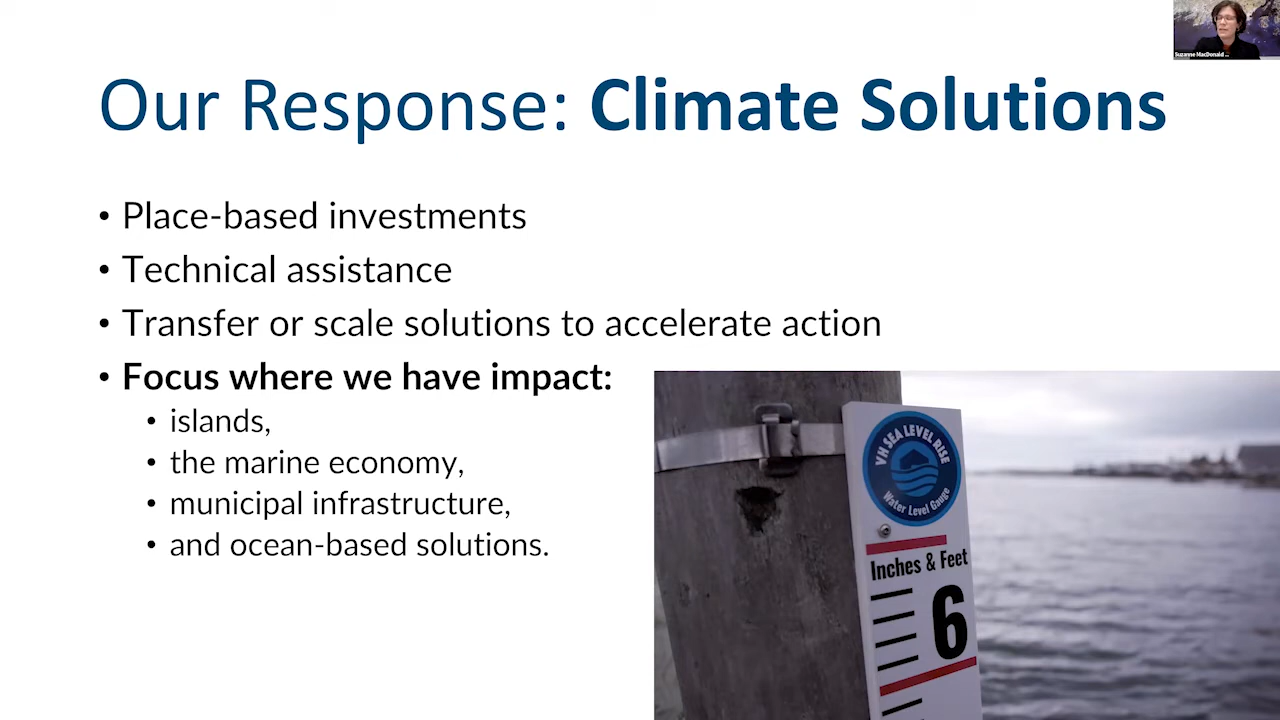 Suzanne MacDonald ...
Our Response: Climate Solutions
• Place-based investments
• Technical assistance
• Transfer or scale solutions to accelerate action
• Focus where we have impact:
• islands,
• the marine economy,
• municipal infrastructure,
• and ocean-based solutions.
VH SEA LEVEL RISE
Water Level Gauge
Inches & Feet
6